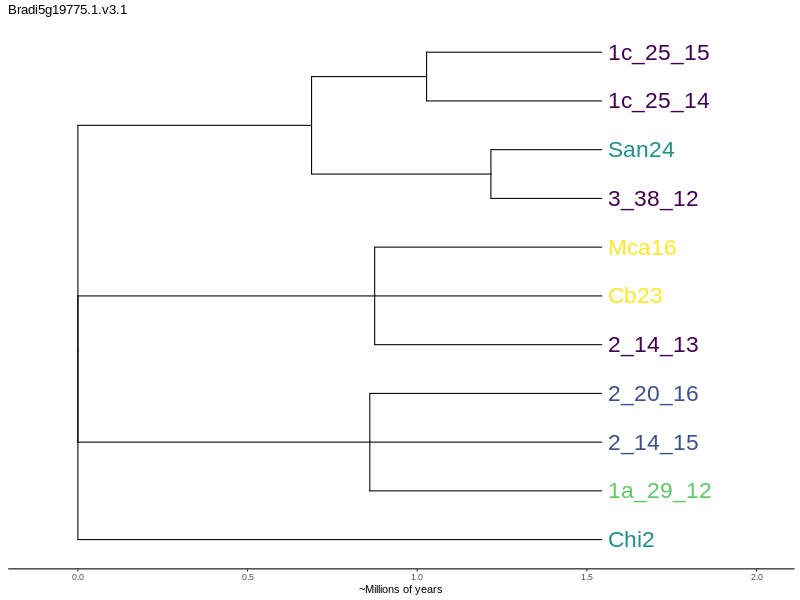 Bradi5g19775.1.v3.1
1c_25_15
1c_25_14
San24
3_38_12
Mca16
Cb23
2_14_13
2_20_16
2_14_15
1a_29_12
Chi2
0.0 0.5 1.0 1.5 2.0
~Millions of years